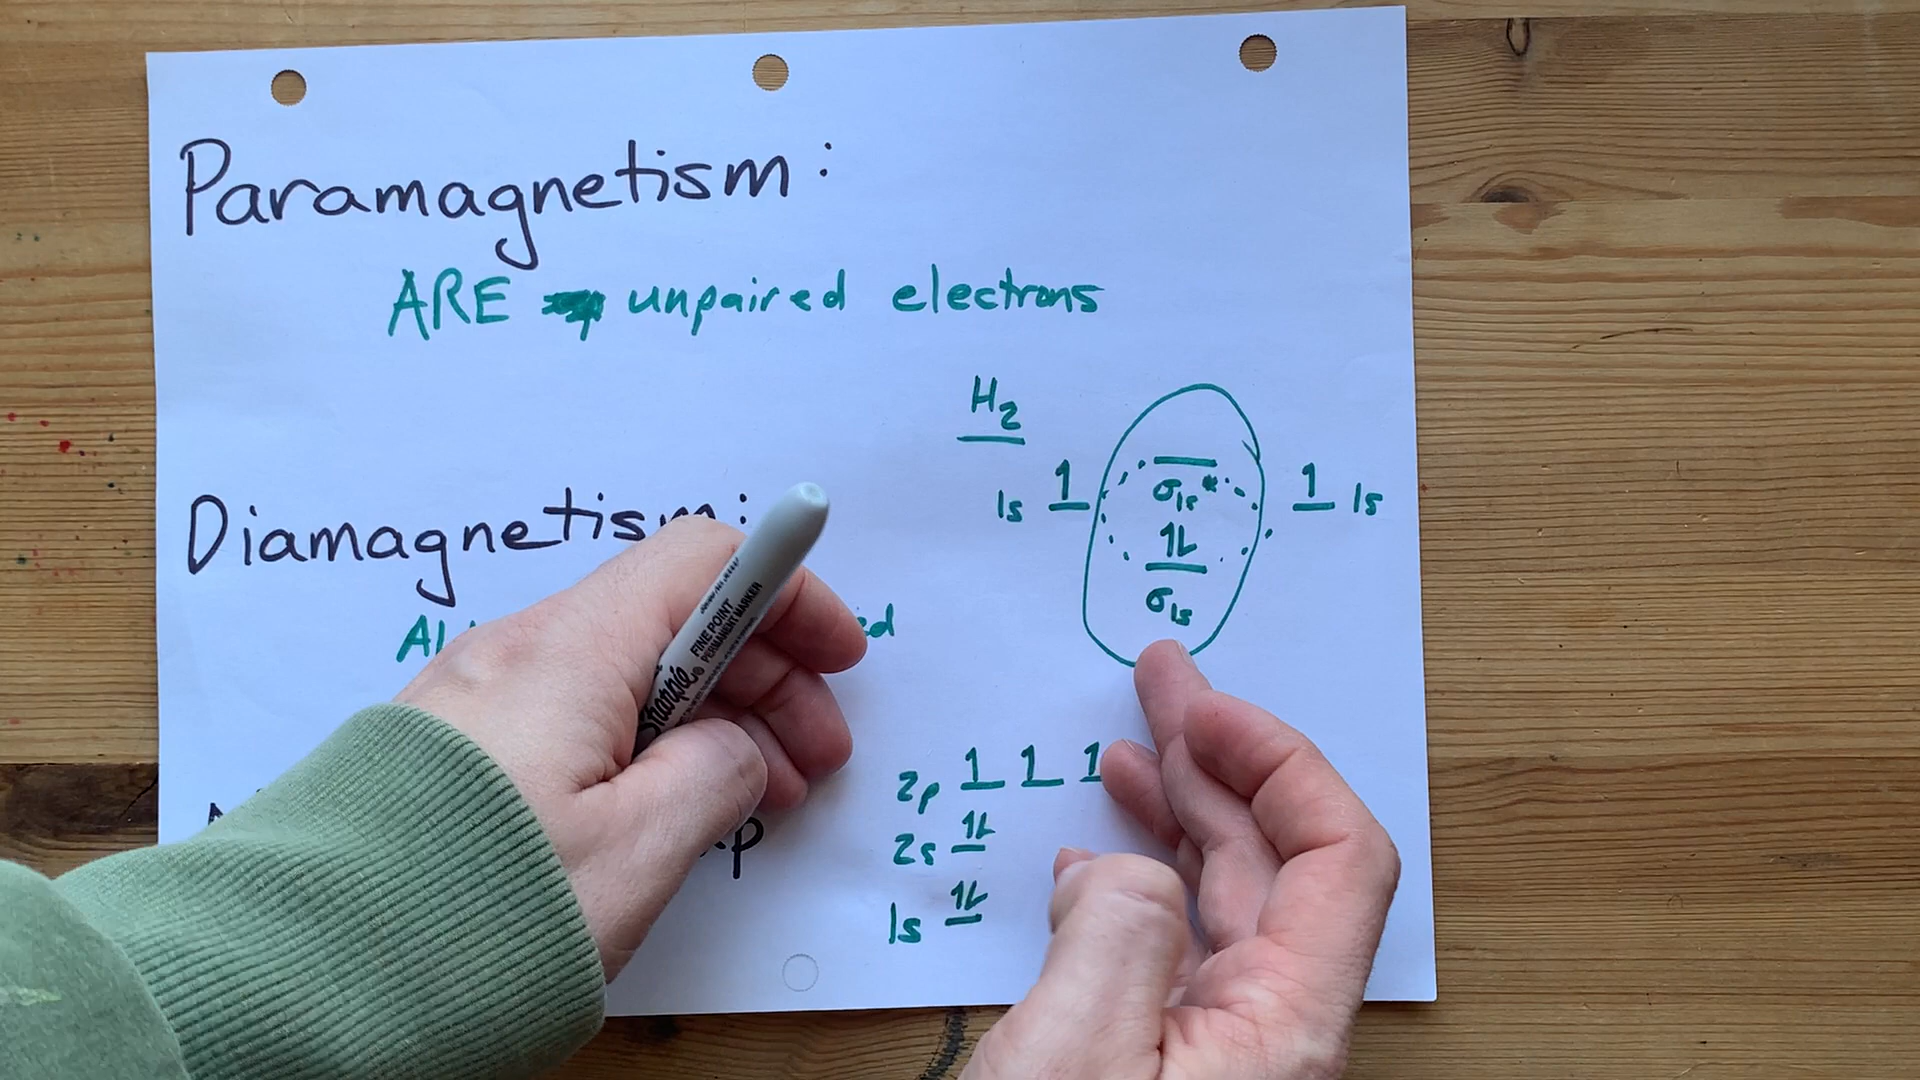 Paramagnetism:
ARE unpaired electrons
H2
1s 1 σ1s* 1 1s
1L
σ1s
Diamagnetism:
2p 1 1 1
2s 1L
1s 1L
Sharpie
FINE POINT
PERMANENT MARKER